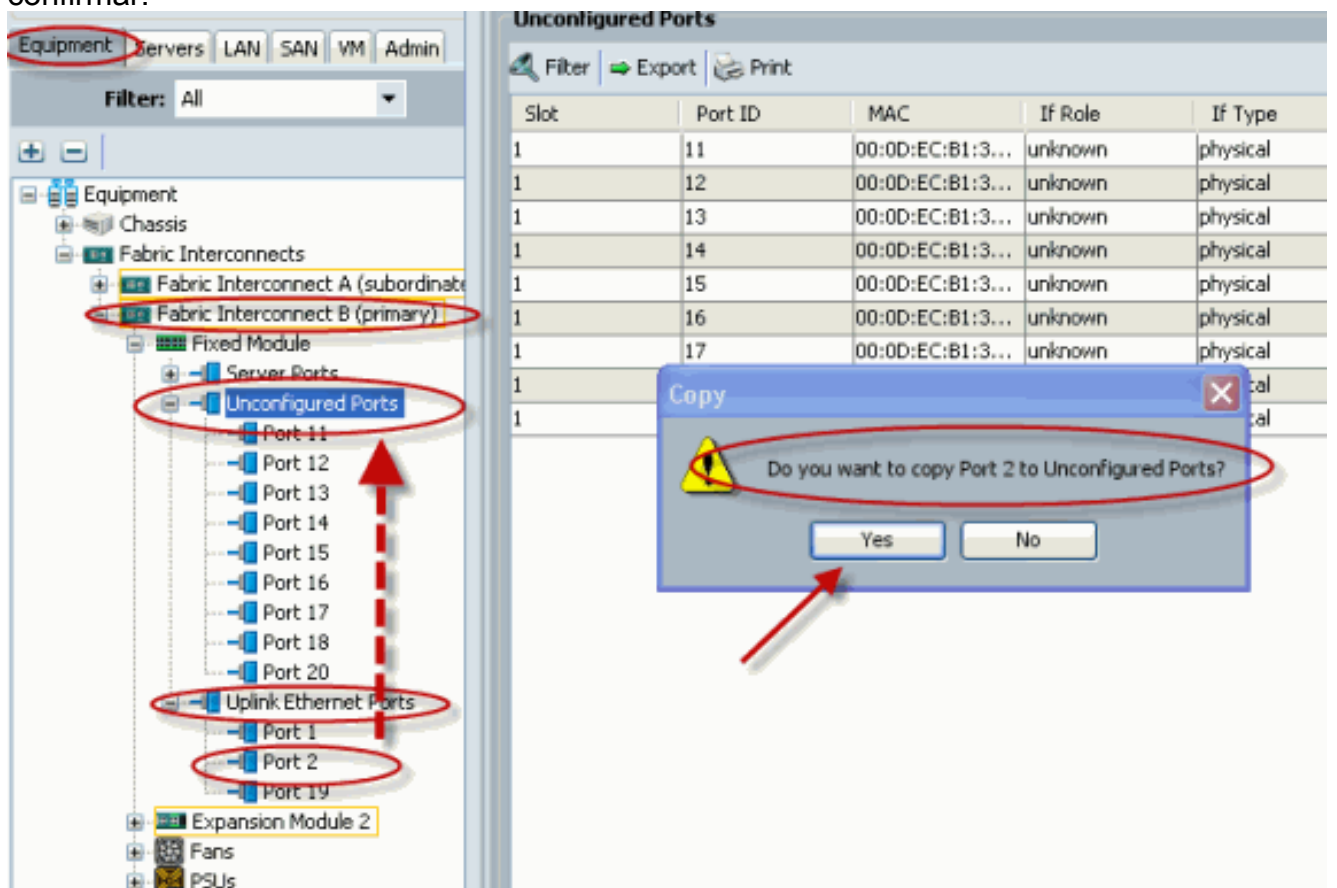 confirmar.
Equipment Servers LAN SAN VM Admin
Filter: All
Equipment
Chassis
Fabric Interconnects
Fabric Interconnect A (subordinate
Fabric Interconnect B (primary)
Fixed Module
Server Ports
Unconfigured Ports
Port 11
Port 12
Port 13
Port 14
Port 15
Port 16
Port 17
Port 18
Port 20
Uplink Ethernet Ports
Port 1
Port 2
Port 19
Expansion Module 2
Fans
PSUs
Unconfigured Ports
Filter Export Print
Slot Port ID MAC If Role If Type
1 11 00:0D:EC:B1:3... unknown physical
1 12 00:0D:EC:B1:3... unknown physical
1 13 00:0D:EC:B1:3... unknown physical
1 14 00:0D:EC:B1:3... unknown physical
1 15 00:0D:EC:B1:3... unknown physical
1 16 00:0D:EC:B1:3... unknown physical
1 17 00:0D:EC:B1:3... unknown physical
1
1
Copy
Do you want to copy Port 2 to Unconfigured Ports?
Yes No